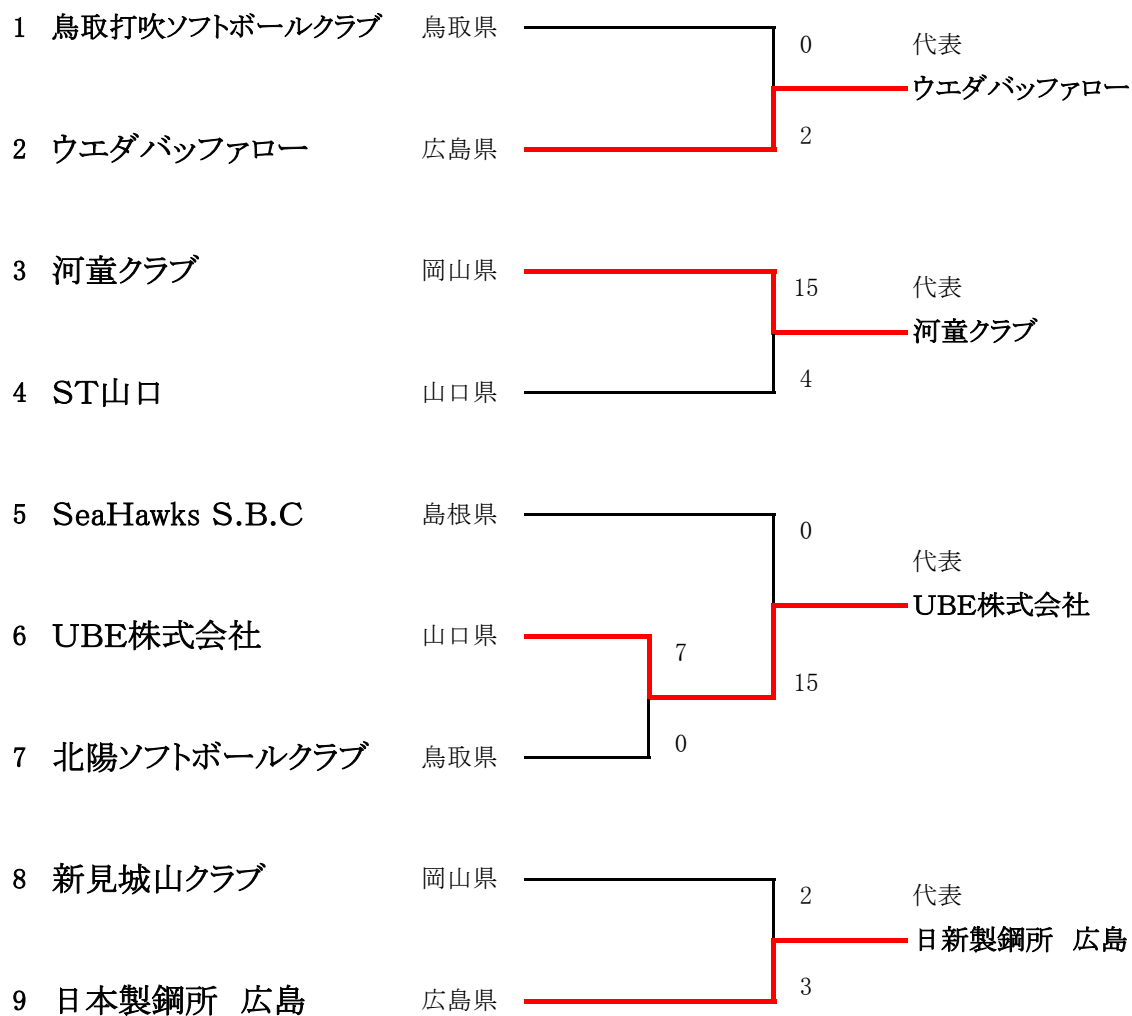 1 鳥取打吹ソフトボールクラブ 鳥取県
0 代表
ウエダバッファロー
2
2 ウエダバッファロー 広島県
3 河童クラブ 岡山県
15 代表
河童クラブ
4
4 ST山口 山口県
5 SeaHawks S.B.C 島根県
0
代表
UBE株式会社
6 UBE株式会社 山口県
7
15
0
7 北陽ソフトボールクラブ 鳥取県
8 新見城山クラブ 岡山県
2 代表
日新製鋼所 広島
3
9 日本製鋼所 広島 広島県